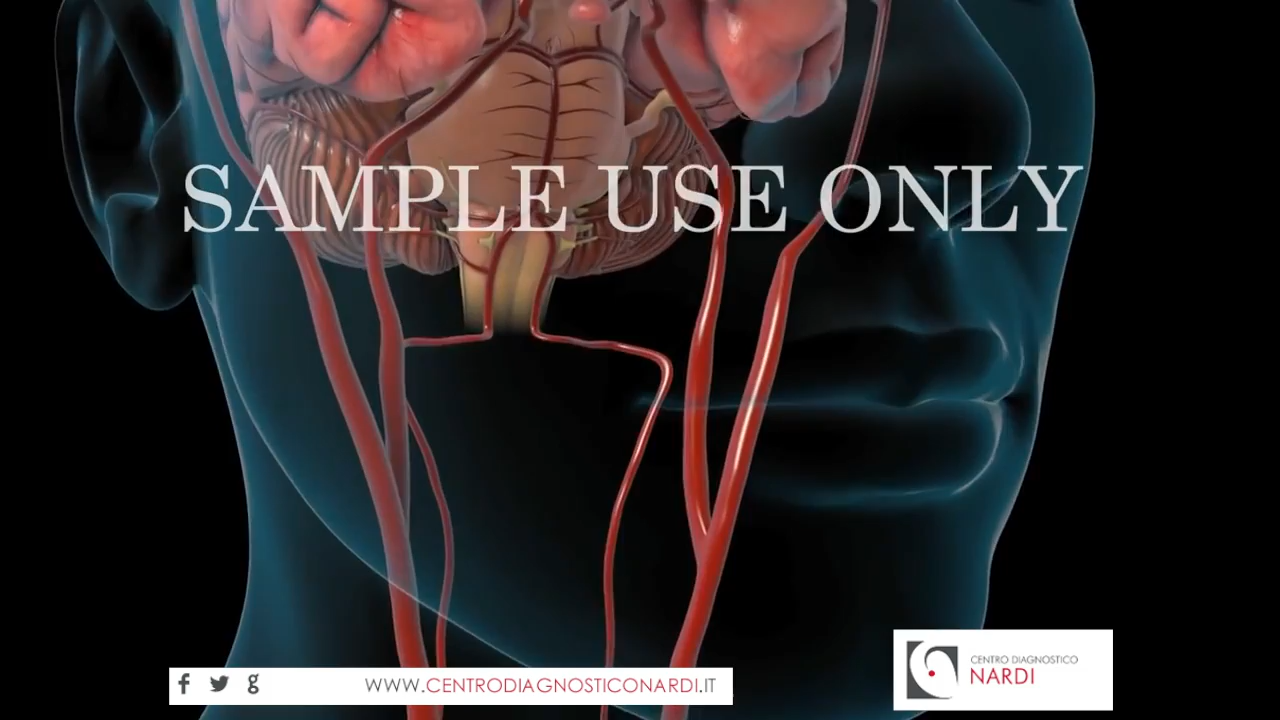 SAMPLE USE ONLY
WWW.CENTRODIAGNOSTICONARDI.IT
CENTRO DIAGNOSTICO
NARDI